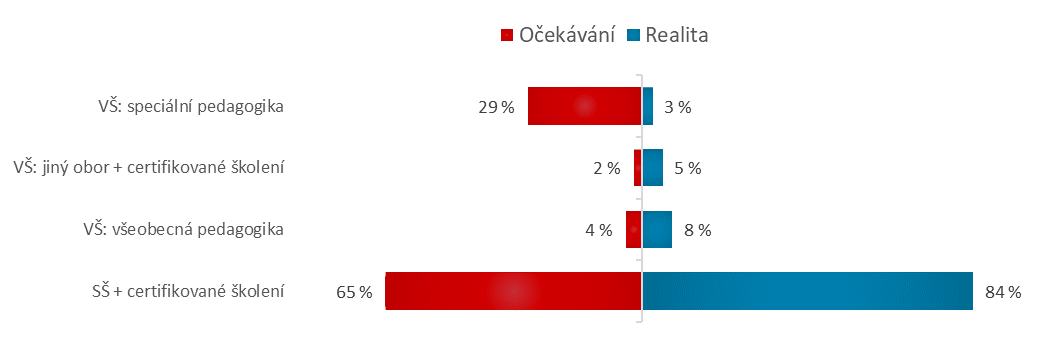 Očekávání Realita
VŠ: speciální pedagogika 29 % 3 %
VŠ: jiný obor + certifikované školení 2 % 5 %
VŠ: všeobecná pedagogika 4 % 8 %
SŠ + certifikované školení 65 % 84 %